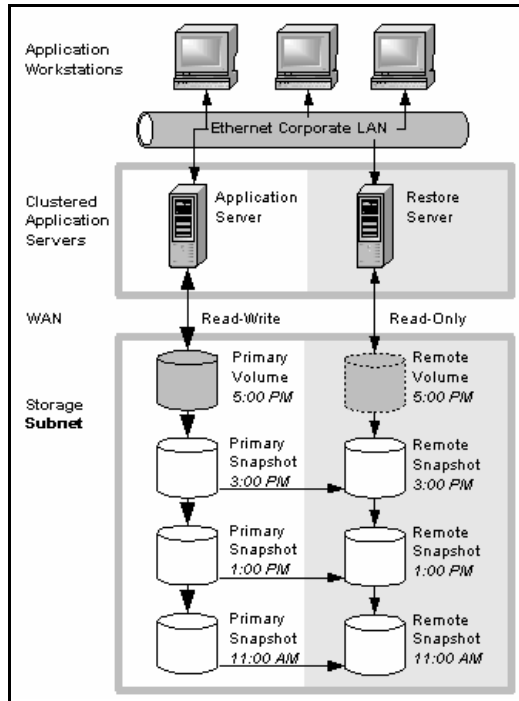 Application
Workstations
Ethernet Corporate LAN
Clustered
Application
Servers
Application
Server
Restore
Server
WAN
Read-Write
Read-Only
Storage
Subnet
Primary
Volume
5:00 PM
Remote
Volume
5:00 PM
Primary
Snapshot
3:00 PM
Remote
Snapshot
3:00 PM
Primary
Snapshot
1:00 PM
Remote
Snapshot
1:00 PM
Primary
Snapshot
11:00 AM
Remote
Snapshot
11:00 AM